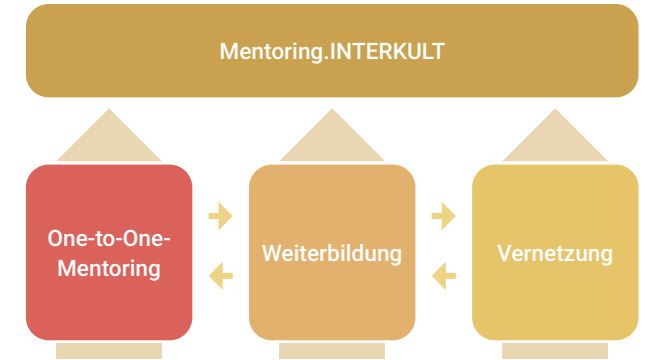 Mentoring.INTERKULT
One-to-One-
Mentoring
Weiterbildung
Vernetzung